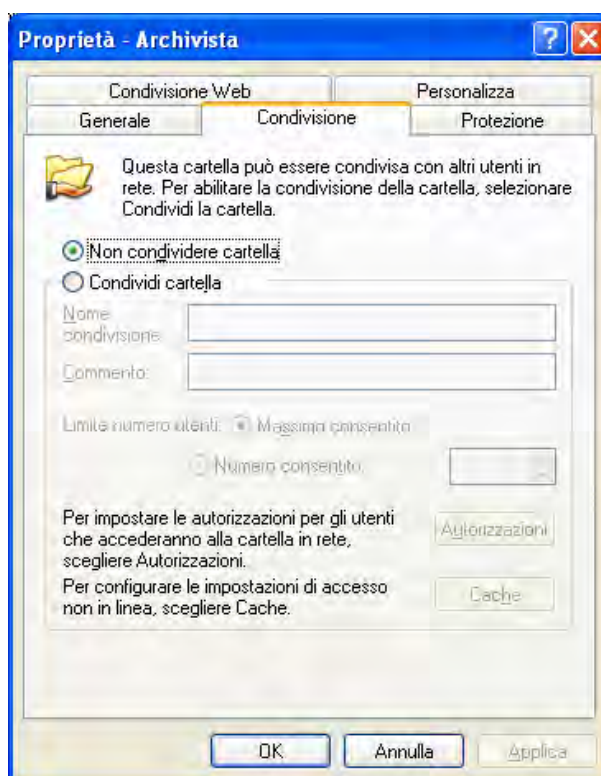 Proprietà - Archivista
Condivisione Web
Personalizza
Generale
Condivisione
Protezione
Questa cartella può essere condivisa con altri utenti in
rete. Per abilitare la condivisione della cartella, selezionare
Condividi la cartella.
Non condividere cartella
Condividi cartella
Nome
condivisione:
Commento:
Limite numero utenti:
Massimo consentito
Numero consentito:
Per impostare le autorizzazioni per gli utenti
che accederanno alla cartella in rete,
scegliere Autorizzazioni.
Autorizzazioni
Per configurare le impostazioni di accesso
non in linea, scegliere Cache.
Cache
OK
Annulla
Applica